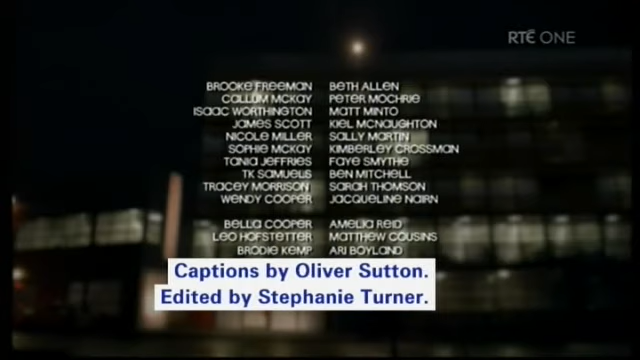 RTÉ ONE
BROOKE FREEMAN BETH ALLEN
CALLUM MCKAY PETER MOCHRIE
ISAAC WORTHINGTON MATT MINTO
JAMES SCOTT KIEL MCNAUGHTON
NICOLE MILLER SALLY MARTIN
SOPHIE MCKAY KIMBERLEY CROSSMAN
TANIA JEFFRIES FAYE SMYTHE
TK SAMUELS BEN MITCHELL
TRACEY MORRISON SARAH THOMSON
WENDY COOPER JACQUELINE NAIRN
BELLA COOPER AMELIA REID
LEO HOFSTETTER MATTHEW COUSINS
BRODIE KEMP ARI BOYLAND
Captions by Oliver Sutton.
Edited by Stephanie Turner.